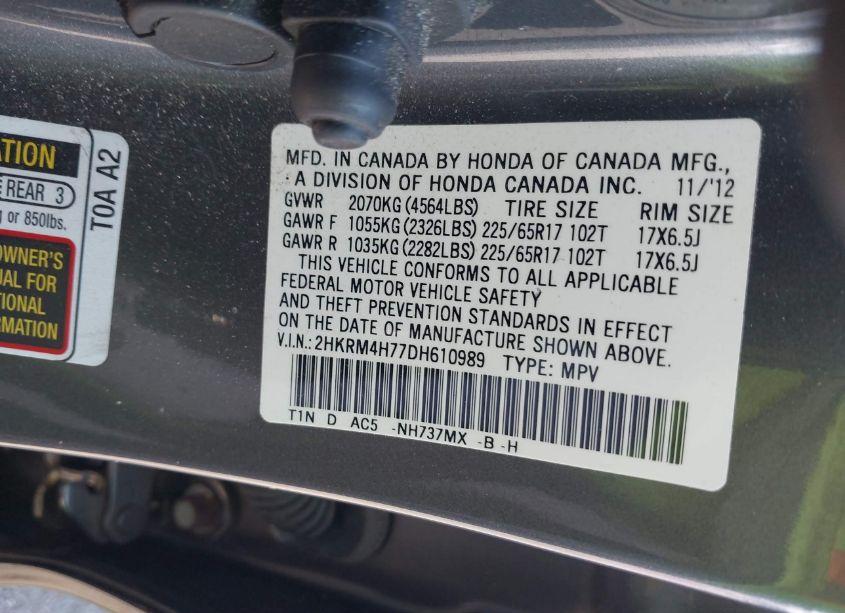 ATION
REAR 3
g or 850lbs.
OWNER'S
UAL FOR
TIONAL
ORMATION
T0A A2
MFD. IN CANADA BY HONDA OF CANADA MFG.,
A DIVISION OF HONDA CANADA INC. 11/'12
GVWR 2070KG (4564LBS) TIRE SIZE RIM SIZE
GAWR F 1055KG (2326LBS) 225/65R17 102T 17X6.5J
GAWR R 1035KG (2282LBS) 225/65R17 102T 17X6.5J
THIS VEHICLE CONFORMS TO ALL APPLICABLE
FEDERAL MOTOR VEHICLE SAFETY
AND THEFT PREVENTION STANDARDS IN EFFECT
ON THE DATE OF MANUFACTURE SHOWN ABOVE.
V.I.N.: 2HKRM4H77DH610989 TYPE: MPV
T1N D AC5 -NH737MX -B -H